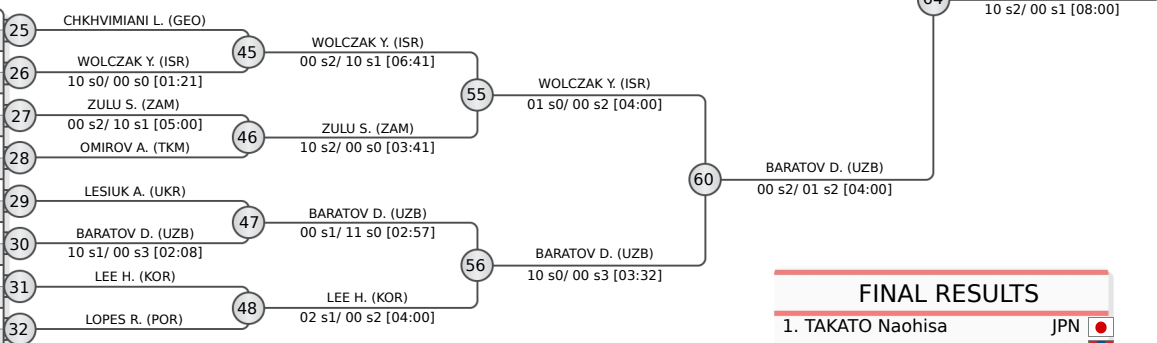 25
CHKHVIMIANI L. (GEO)
26
WOLCZAK Y. (ISR)
10 s0/ 00 s0 [01:21]
27
ZULU S. (ZAM)
00 s2/ 10 s1 [05:00]
28
OMIROV A. (TKM)
29
LESIUK A. (UKR)
30
BARATOV D. (UZB)
10 s1/ 00 s3 [02:08]
31
LEE H. (KOR)
32
LOPES R. (POR)
45
WOLCZAK Y. (ISR)
00 s2/ 10 s1 [06:41]
46
ZULU S. (ZAM)
10 s2/ 00 s0 [03:41]
47
BARATOV D. (UZB)
00 s1/ 11 s0 [02:57]
48
LEE H. (KOR)
02 s1/ 00 s2 [04:00]
55
WOLCZAK Y. (ISR)
01 s0/ 00 s2 [04:00]
56
BARATOV D. (UZB)
10 s0/ 00 s3 [03:32]
60
BARATOV D. (UZB)
00 s2/ 01 s2 [04:00]
10 s2/ 00 s1 [08:00]
FINAL RESULTS
1. TAKATO Naohisa JPN